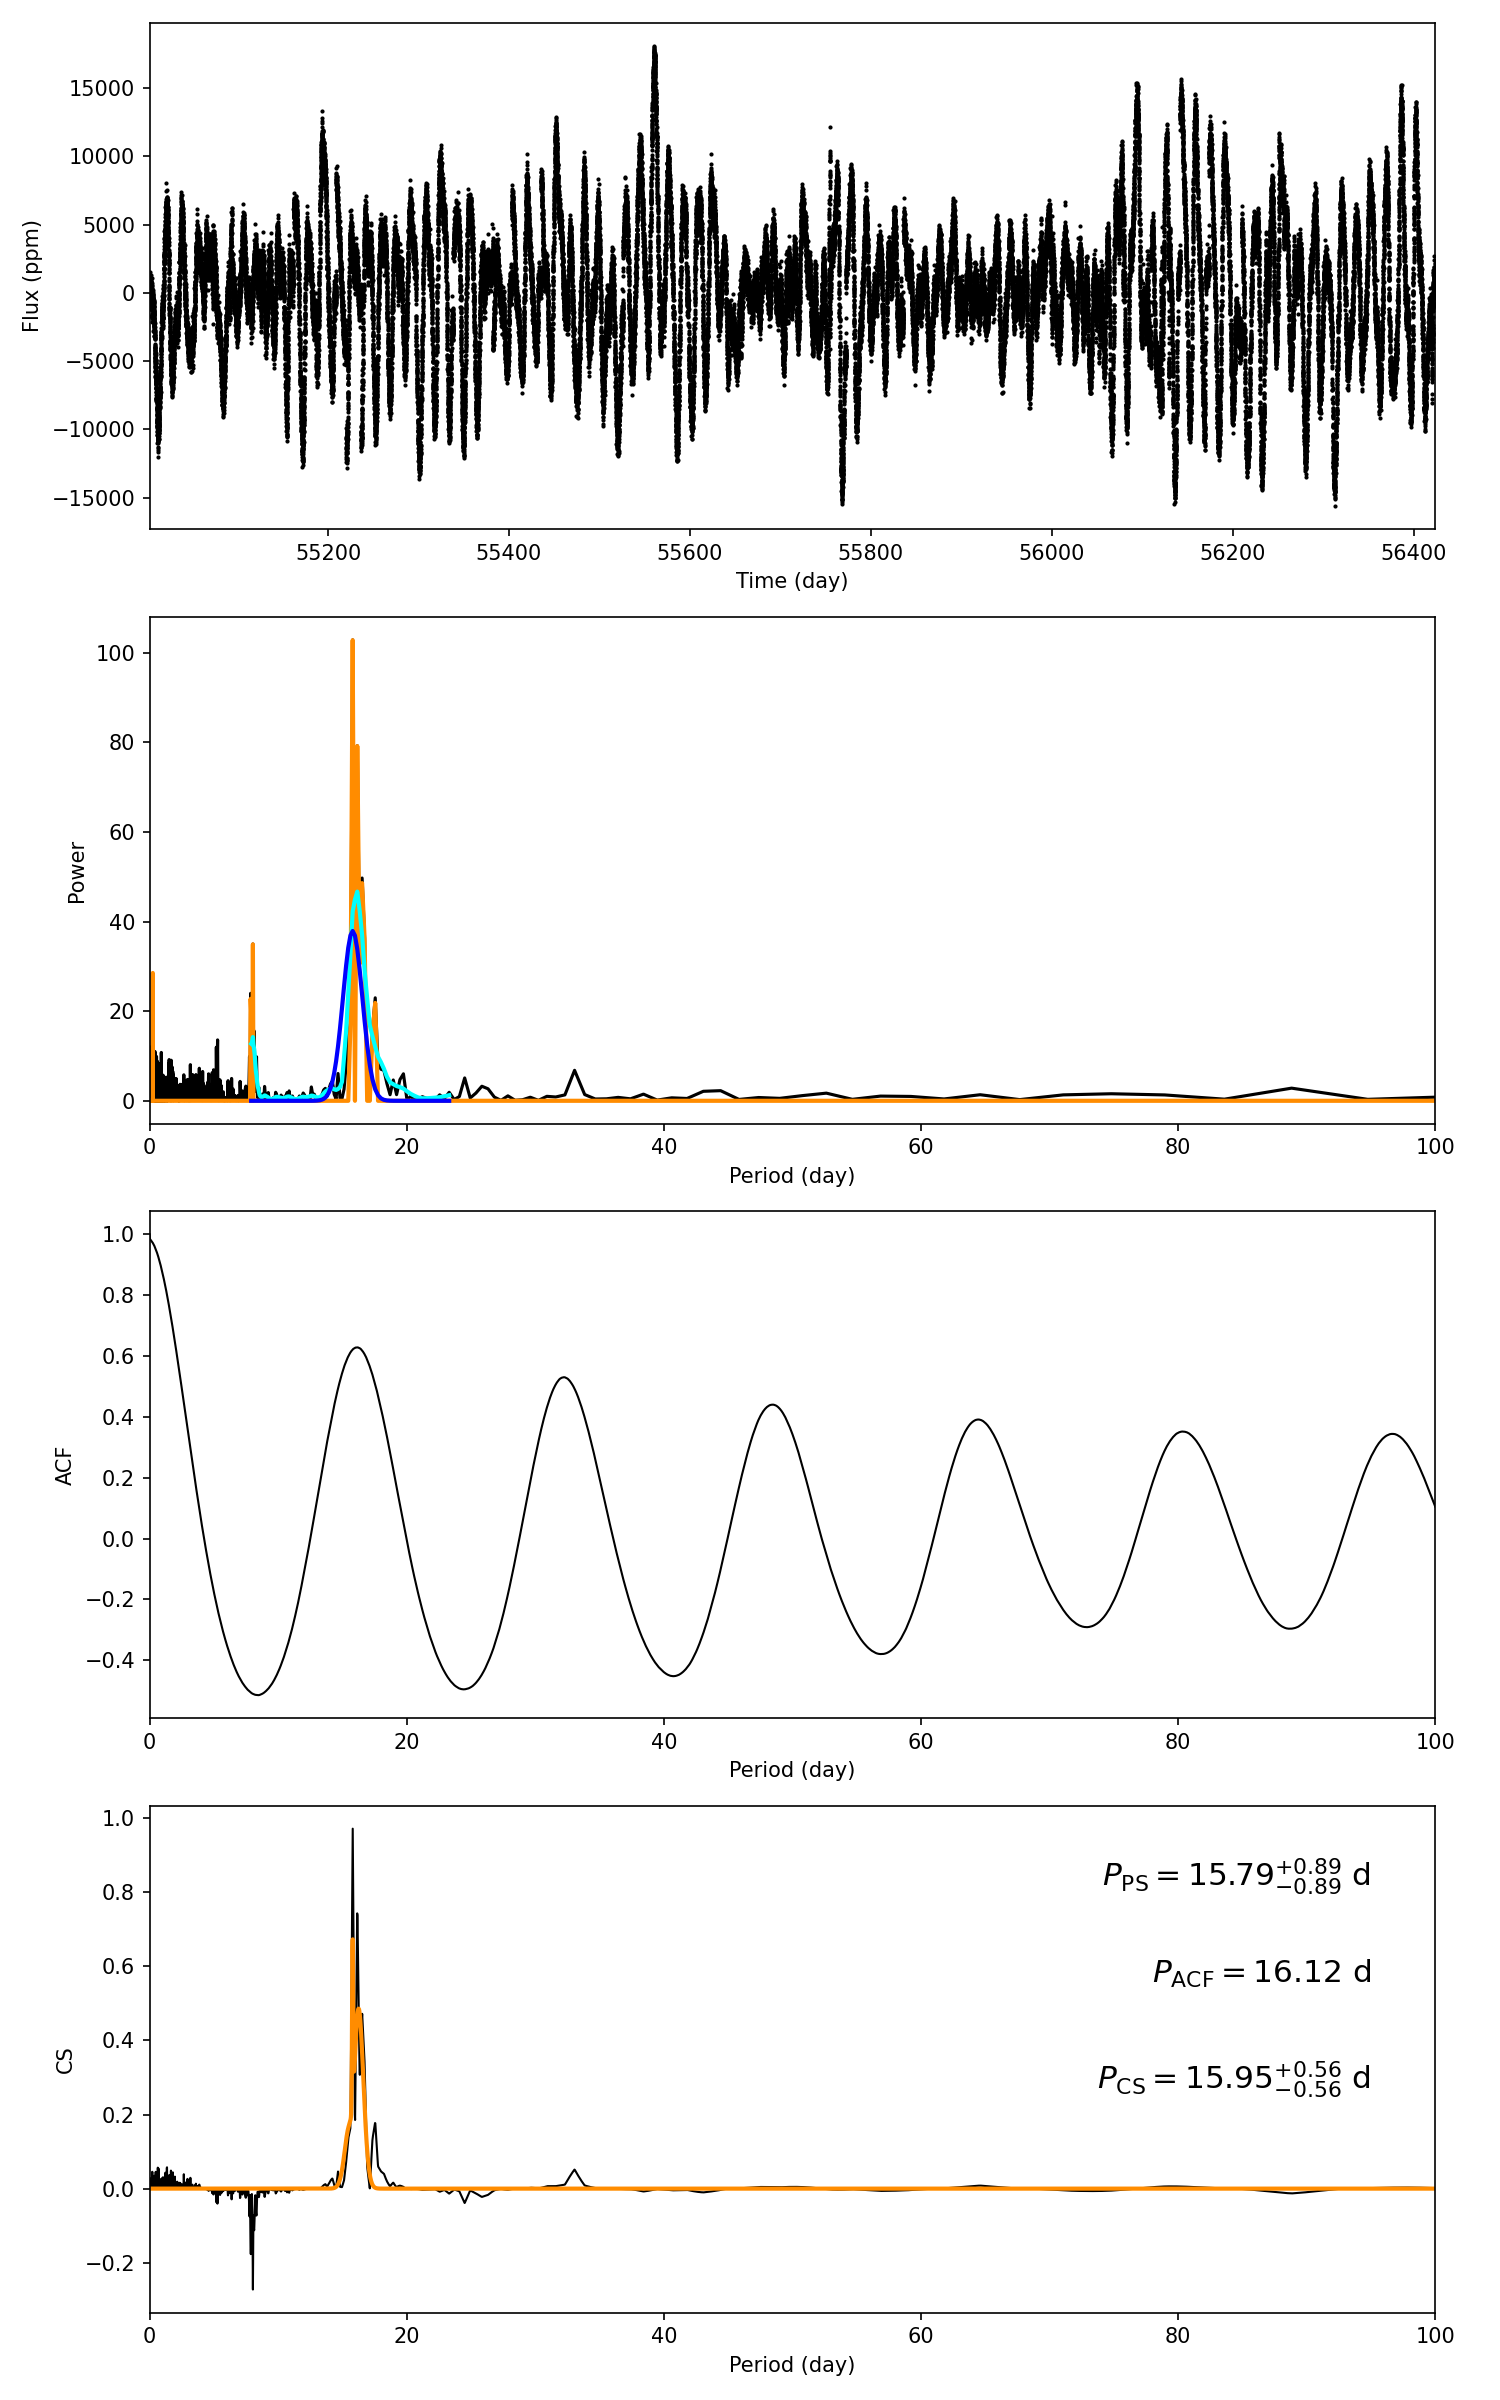 15000
10000
5000
0
−5000
−10000
−15000
Flux (ppm)
55200 55400 55600 55800 56000 56200 56400
Time (day)
100
80
60
40
20
0
Power
0 20 40 60 80 100
Period (day)
1.0
0.8
0.6
0.4
0.2
0.0
−0.2
−0.4
ACF
0 20 40 60 80 100
Period (day)
1.0
0.8
0.6
0.4
0.2
0.0
−0.2
CS
P_PS = 15.79^{+0.89}_{−0.89} d
P_ACF = 16.12 d
P_CS = 15.95^{+0.56}_{−0.56} d
0 20 40 60 80 100
Period (day)